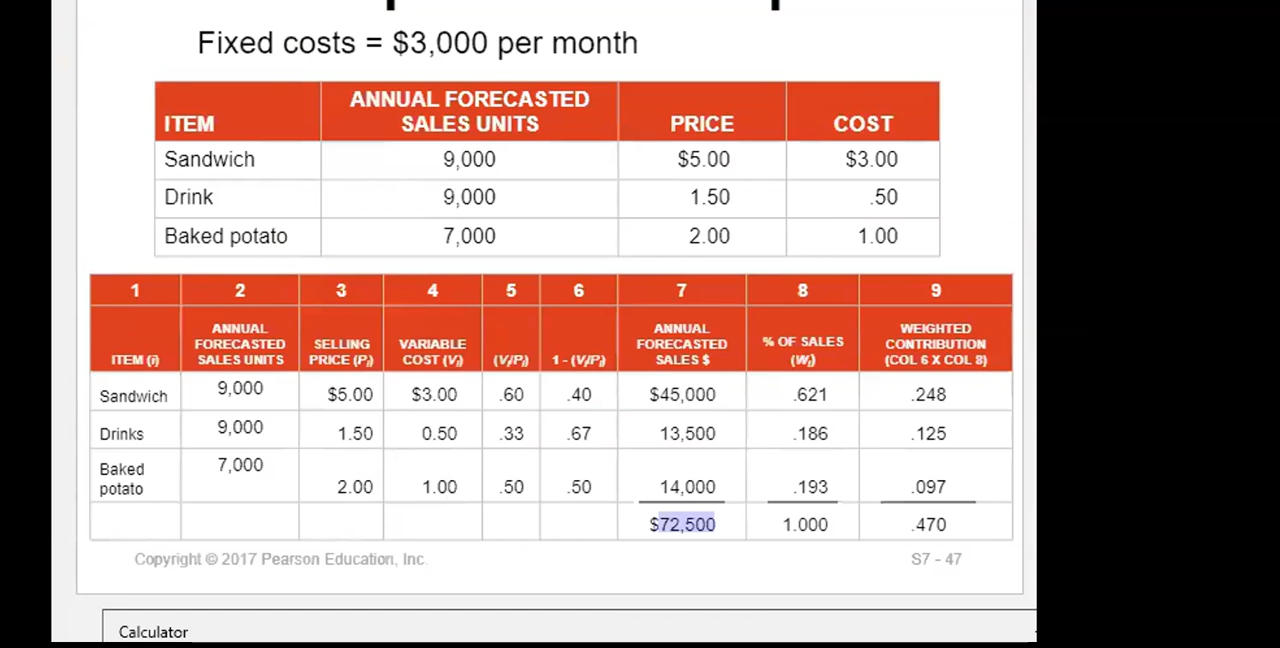 Fixed costs = $3,000 per month
ITEM ANNUAL FORECASTED SALES UNITS PRICE COST
Sandwich 9,000 $5.00 $3.00
Drink 9,000 1.50 .50
Baked potato 7,000 2.00 1.00
1 2 3 4 5 6 7 8 9
ITEM (i) ANNUAL FORECASTED SALES UNITS SELLING PRICE (Pi) VARIABLE COST (Vi) (Vi/Pi) 1 - (Vi/Pi) ANNUAL FORECASTED SALES $ % OF SALES (Wi) WEIGHTED CONTRIBUTION (COL 6 X COL 8)
Sandwich 9,000 $5.00 $3.00 .60 .40 $45,000 .621 .248
Drinks 9,000 1.50 0.50 .33 .67 13,500 .186 .125
Baked potato 7,000 2.00 1.00 .50 .50 14,000 .193 .097
$72,500 1.000 .470
Copyright © 2017 Pearson Education, Inc. S7 - 47
Calculator